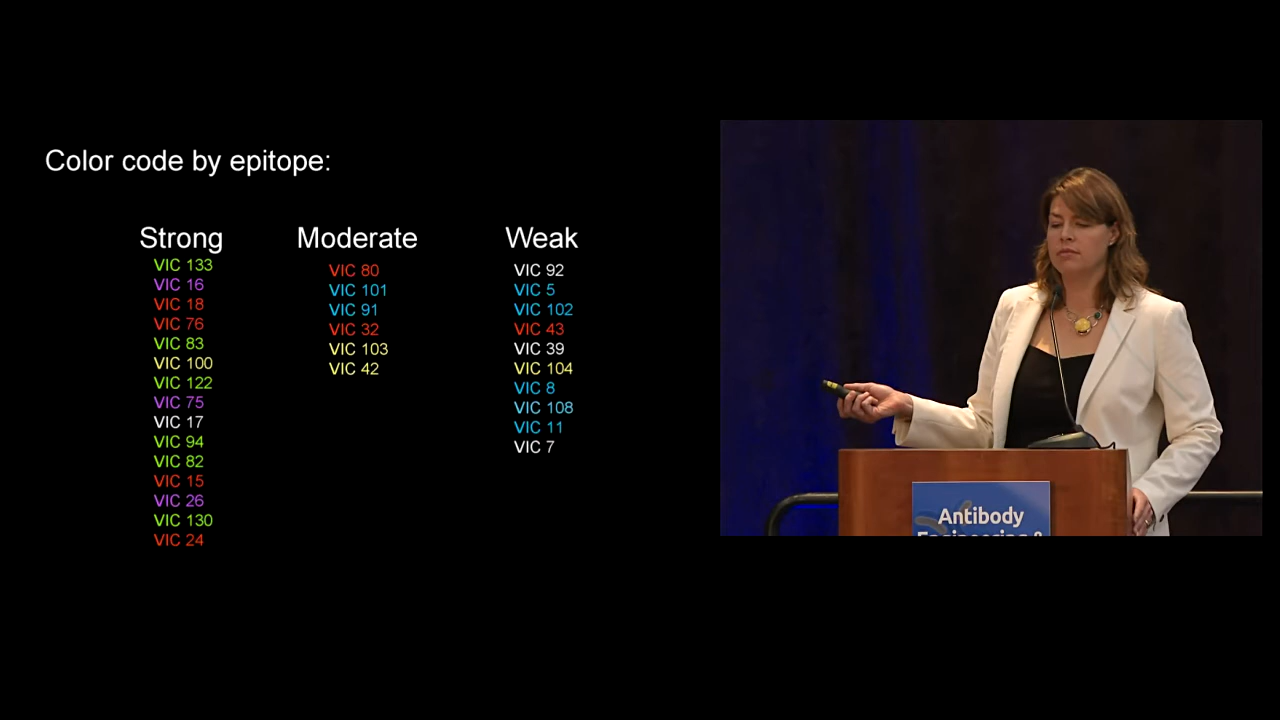 Color code by epitope:
Strong
VIC 133
VIC 16
VIC 18
VIC 76
VIC 83
VIC 100
VIC 122
VIC 75
VIC 17
VIC 94
VIC 82
VIC 15
VIC 26
VIC 130
VIC 24
Moderate
VIC 80
VIC 101
VIC 91
VIC 32
VIC 103
VIC 42
Weak
VIC 92
VIC 5
VIC 102
VIC 43
VIC 39
VIC 104
VIC 8
VIC 108
VIC 11
VIC 7
Antibody
Engineering &